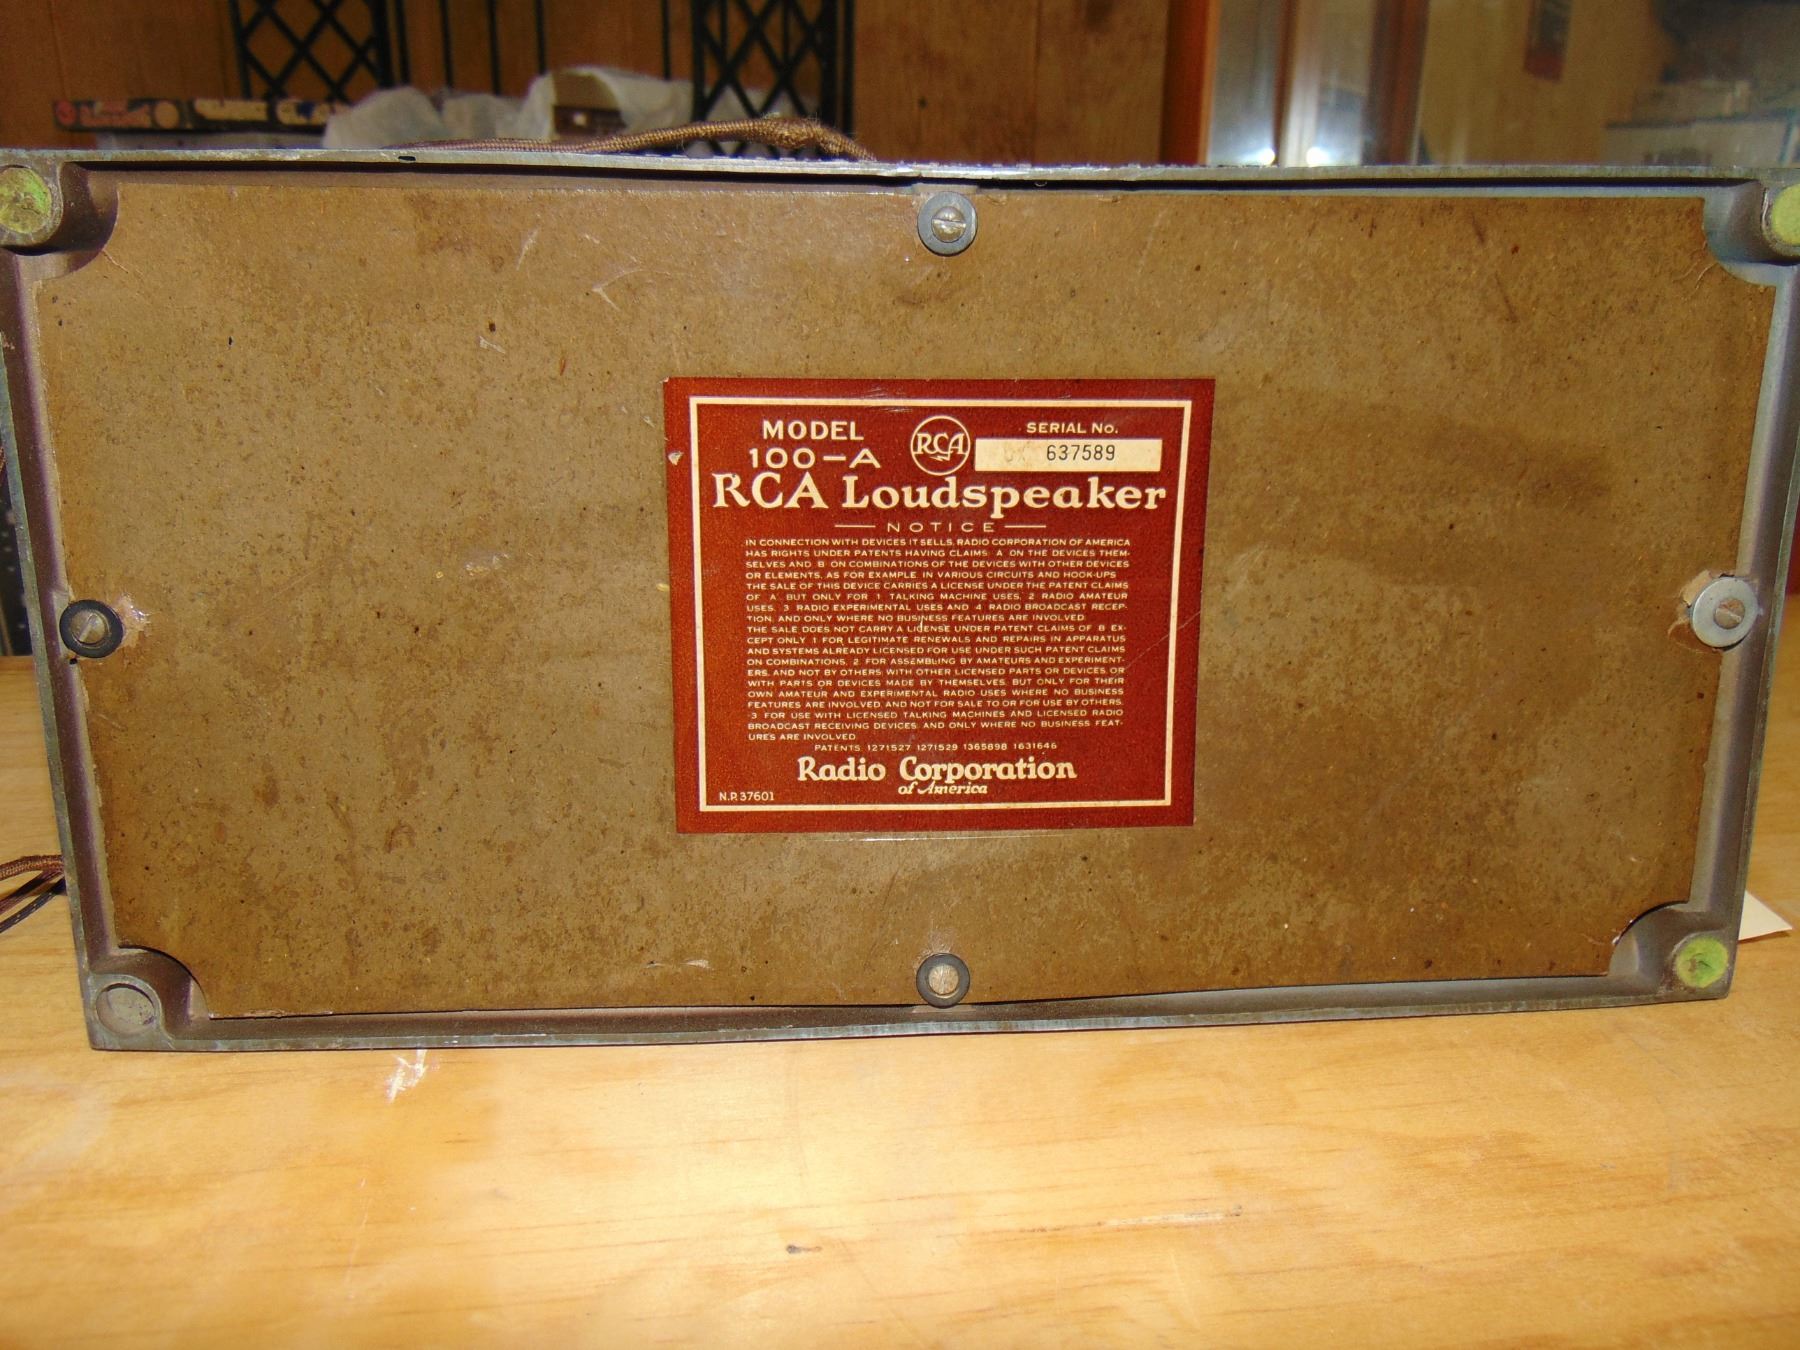 MODEL
100-A
RCA
SERIAL No.
637589
RCA Loudspeaker
NOTICE
IN CONNECTION WITH DEVICES IT SELLS, RADIO CORPORATION OF AMERICA
HAS RIGHTS UNDER PATENTS HAVING CLAIMS A ON THE DEVICES THEM-
SELVES AND B ON COMBINATIONS OF THE DEVICES WITH OTHER DEVICES
OR ELEMENTS, AS FOR EXAMPLE IN VARIOUS CIRCUITS AND HOOK-UPS
THE SALE OF THIS DEVICE CARRIES A LICENSE UNDER THE PATENT CLAIMS
OF A BUT ONLY FOR 1 TALKING MACHINE USES, 2 RADIO AMATEUR
USES, 3 RADIO EXPERIMENTAL USES AND 4 RADIO BROADCAST RECEP-
TION, AND ONLY WHERE NO BUSINESS FEATURES ARE INVOLVED
THE SALE DOES NOT CARRY A LICENSE UNDER PATENT CLAIMS OF B EX-
CEPT ONLY 1 FOR LEGITIMATE RENEWALS AND REPAIRS IN APPARATUS
AND SYSTEMS ALREADY LICENSED FOR USE UNDER SUCH PATENT CLAIMS
ON COMBINATIONS, 2 FOR ASSEMBLING BY AMATEURS AND EXPERIMENT-
ERS, AND NOT BY OTHERS, WITH OTHER LICENSED PARTS OR DEVICES, OR
WITH PARTS OR DEVICES MADE BY THEMSELVES, BUT ONLY FOR THEIR
OWN AMATEUR AND EXPERIMENTAL RADIO USES WHERE NO BUSINESS
FEATURES ARE INVOLVED, AND NOT FOR SALE TO OR FOR USE BY OTHERS,
3 FOR USE WITH LICENSED TALKING MACHINES AND LICENSED RADIO
BROADCAST RECEIVING DEVICES, AND ONLY WHERE NO BUSINESS FEAT-
URES ARE INVOLVED
PATENTS 1271527 1271529 1365898 1631646
Radio Corporation
of America
N.P. 37601